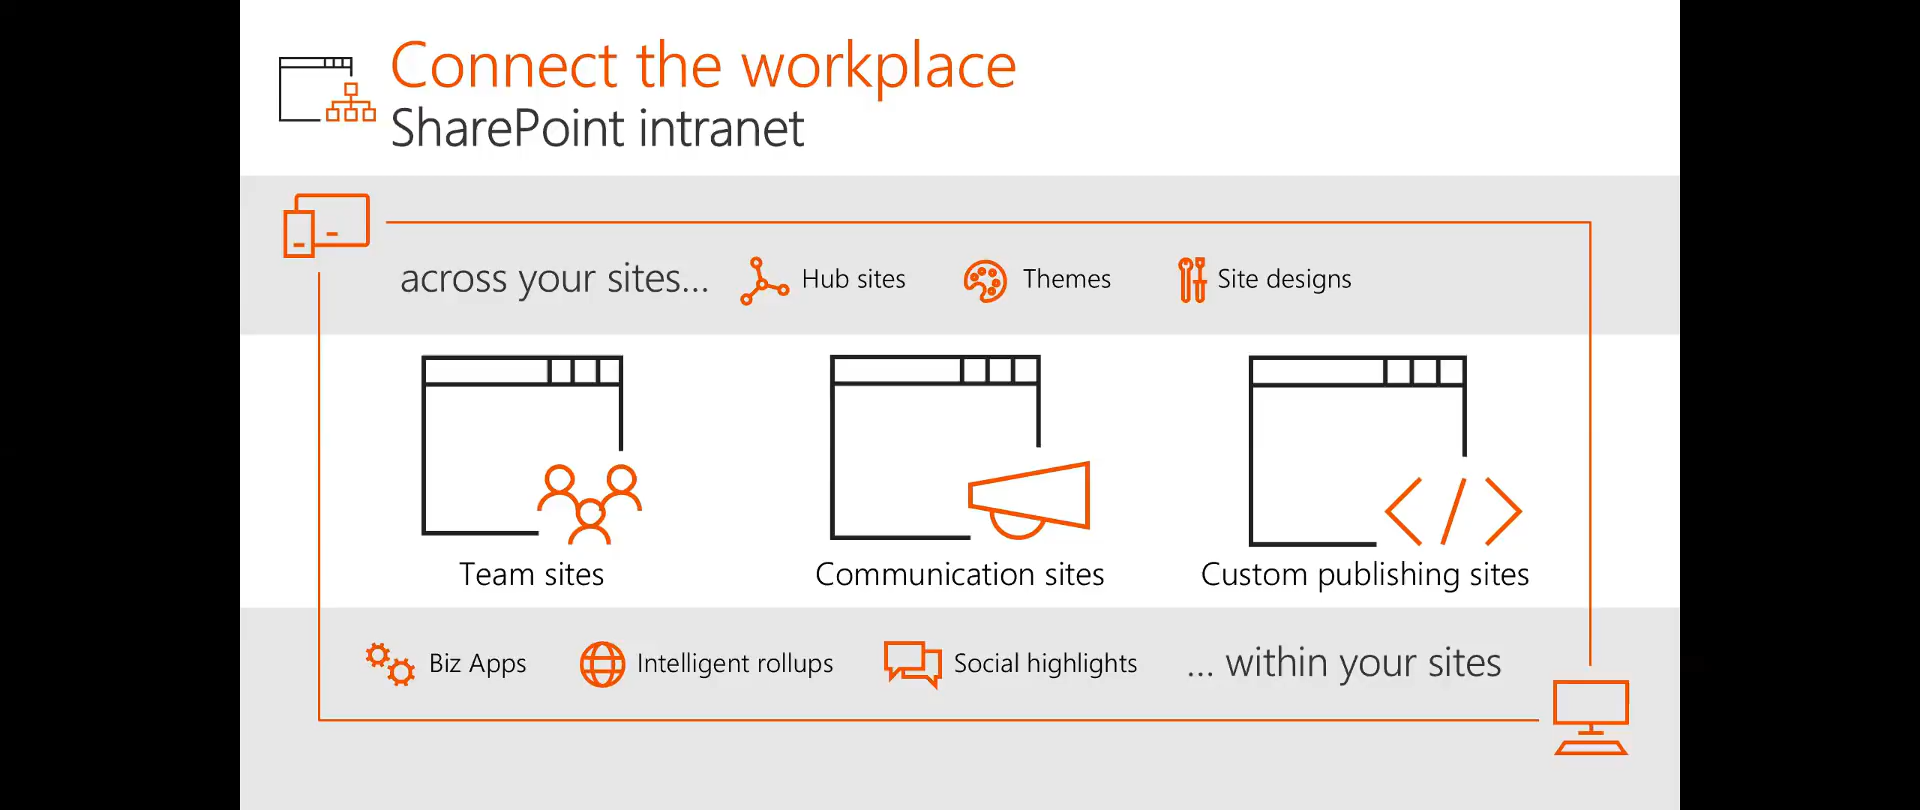 Connect the workplace
SharePoint intranet
across your sites...
Hub sites
Themes
Site designs
Team sites
Communication sites
Custom publishing sites
Biz Apps
Intelligent rollups
Social highlights
... within your sites